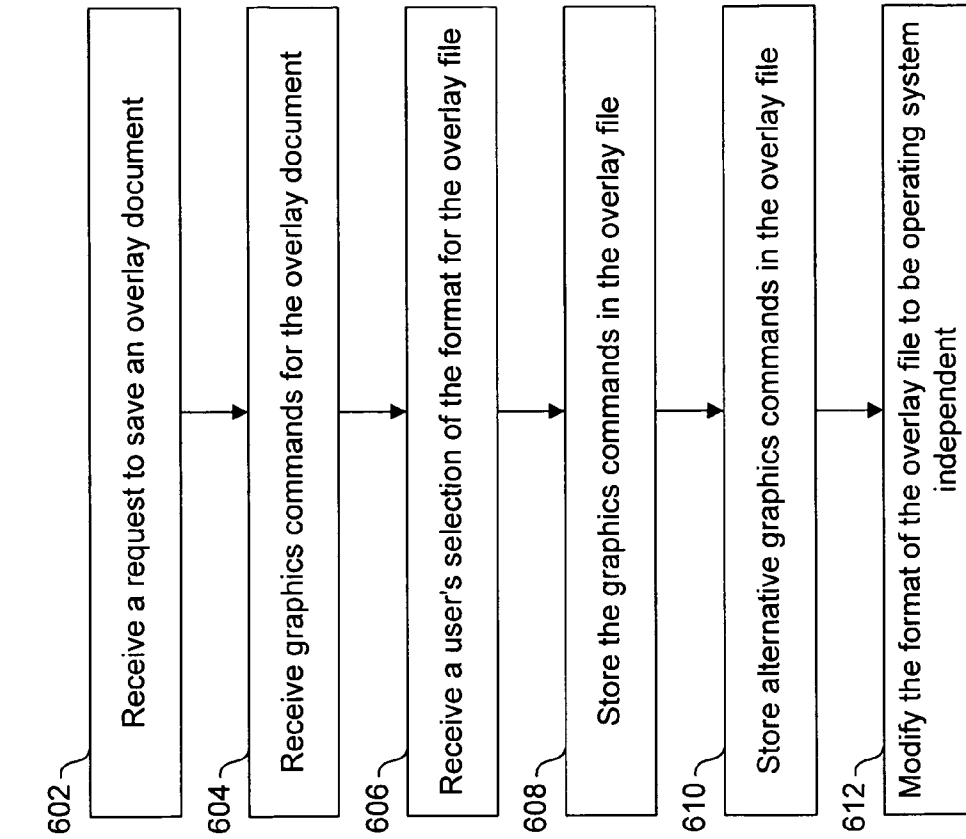 602
Receive a request to save an overlay document
604
Receive graphics commands for the overlay document
606
Receive a user's selection of the format for the overlay file
608
Store the graphics commands in the overlay file
610
Store alternative graphics commands in the overlay file
612
Modify the format of the overlay file to be operating system
independent